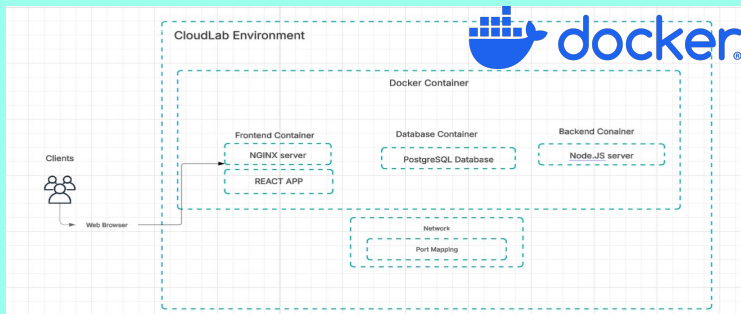 CloudLab Environment
docker
Docker Container
Frontend Container
NGINX server
REACT APP
Database Container
PostgreSQL Database
Backend Conainer
Node.JS server
Clients
Web Browser
Network
Port Mapping